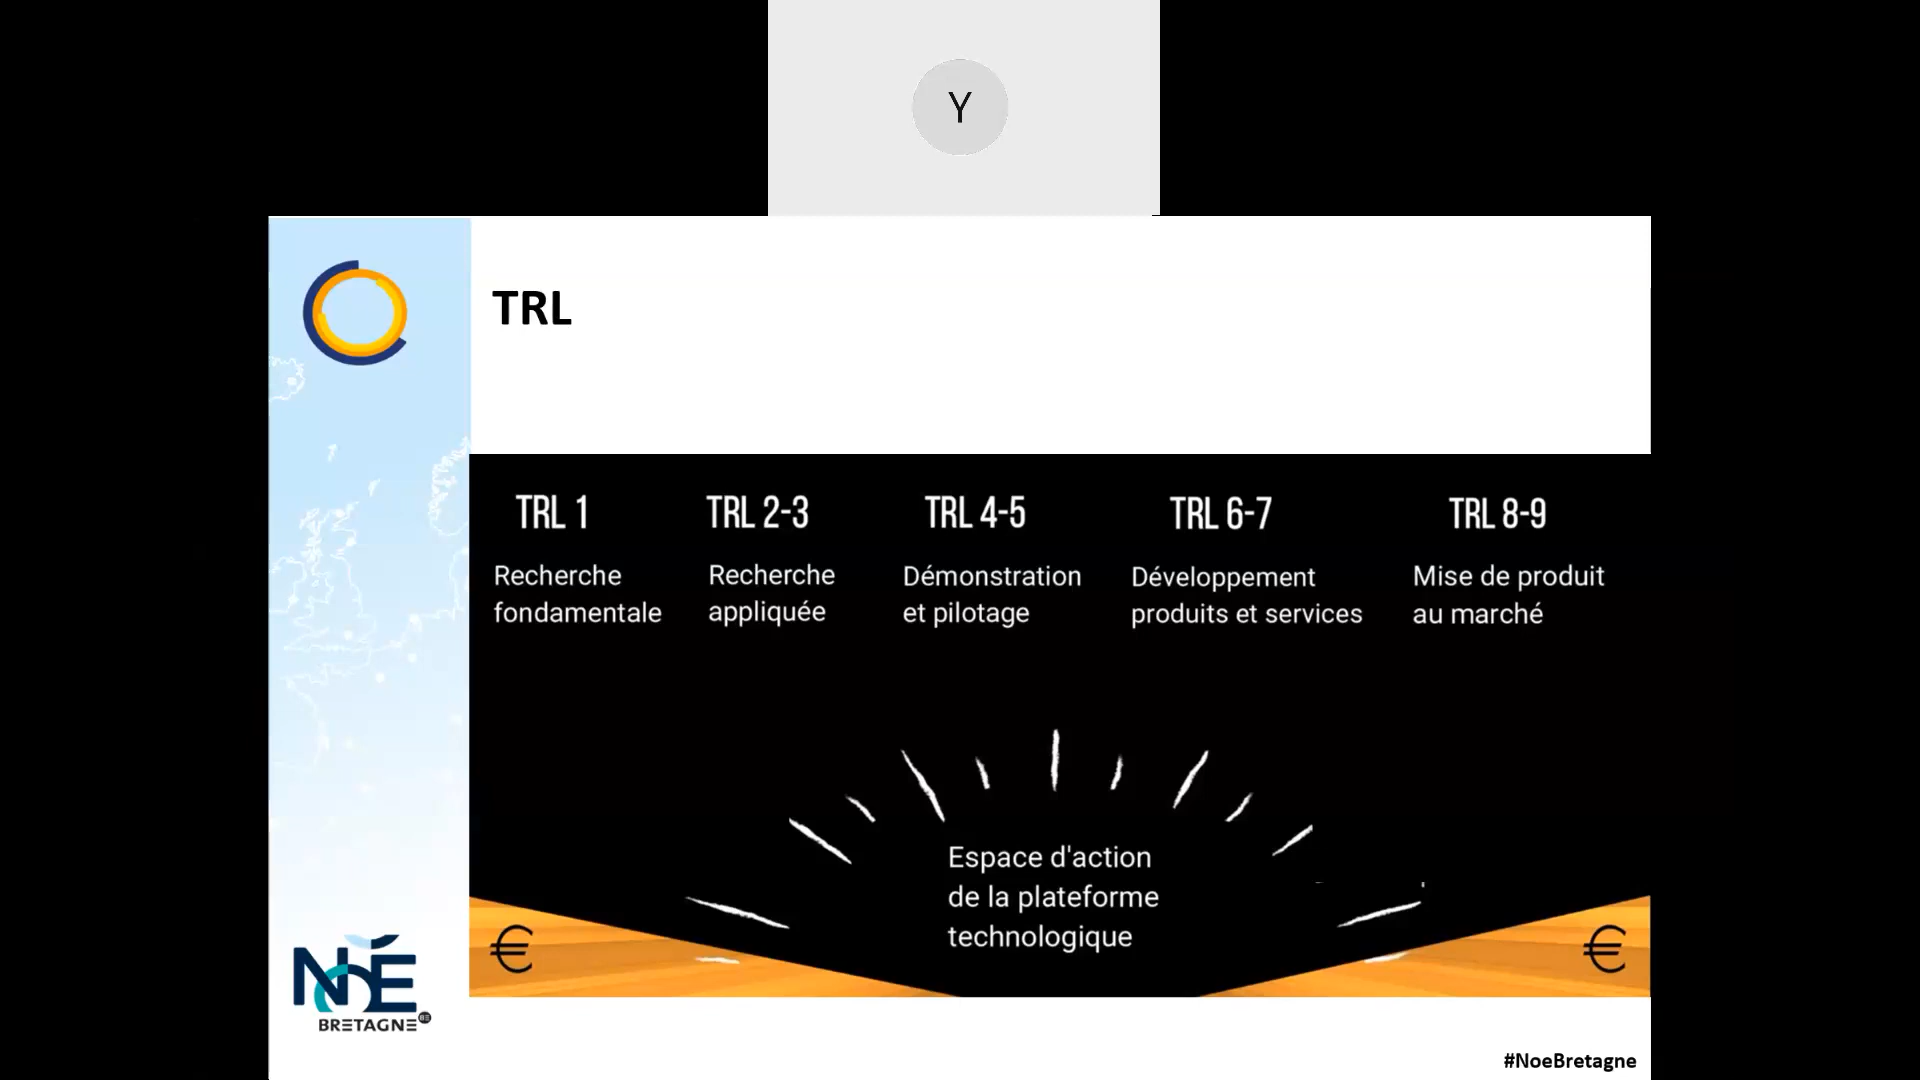 Y
TRL
TRL 1
Recherche
fondamentale
TRL 2-3
Recherche
appliquée
TRL 4-5
Démonstration
et pilotage
TRL 6-7
Développement
produits et services
TRL 8-9
Mise de produit
au marché
Espace d'action
de la plateforme
technologique
€
€
NOÉ
BRETAGNE
#NoeBretagne